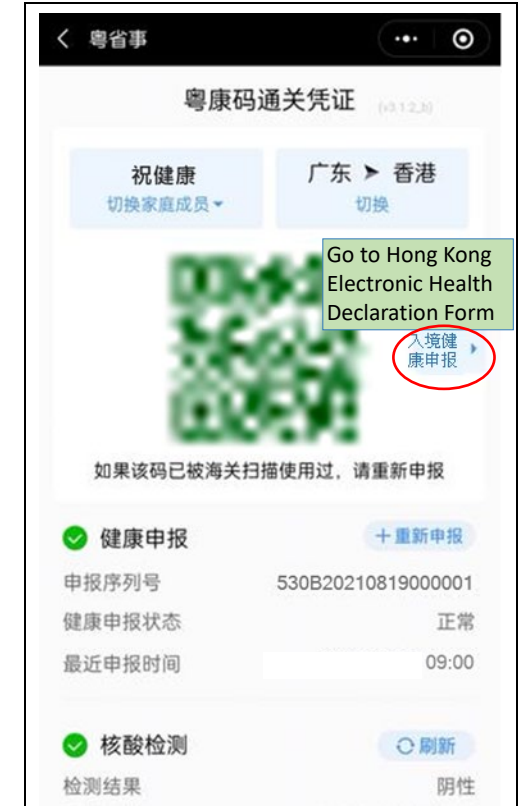 粤省事
粤康码通关凭证 (v3.1.2_b)
祝健康
切换家庭成员
广东 ➤ 香港
切换
Go to Hong Kong
Electronic Health
Declaration Form
入境健
康申报
如果该码已被海关扫描使用过，请重新申报
健康申报
+重新申报
申报序列号 530B20210819000001
健康申报状态 正常
最近申报时间 09:00
核酸检测
刷新
检测结果 阴性